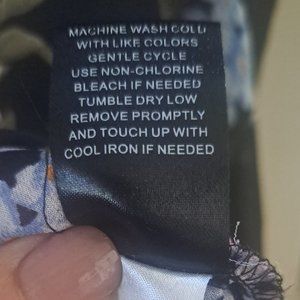 MACHINE WASH COLD
WITH LIKE COLORS
GENTLE CYCLE
USE NON-CHLORINE
BLEACH IF NEEDED
TUMBLE DRY LOW
REMOVE PROMPTLY
AND TOUCH UP WITH
COOL IRON IF NEEDED